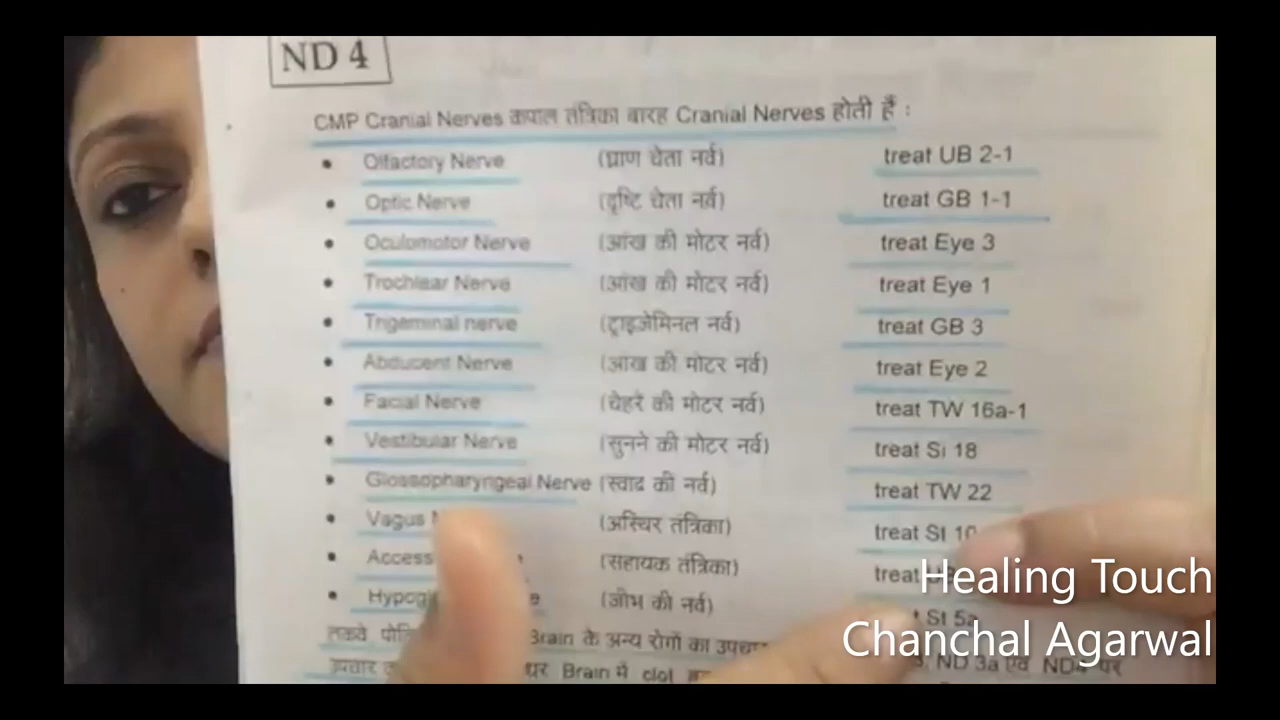 ND 4
CMP Cranial Nerves कपाल तंत्रिका बारह Cranial Nerves होती हैं :
• Olfactory Nerve (घ्राण चेता नर्व) treat UB 2-1
• Optic Nerve (दृष्टि चेता नर्व) treat GB 1-1
• Oculomotor Nerve (आंख की मोटर नर्व) treat Eye 3
• Trochlear Nerve (आंख की मोटर नर्व) treat Eye 1
• Trigeminal nerve (ट्राइजेमिनल नर्व) treat GB 3
• Abducent Nerve (आख की मोटर नर्व) treat Eye 2
• Facial Nerve (चेहरे की मोटर नर्व) treat TW 16a-1
• Vestibular Nerve (सुनने की मोटर नर्व) treat Si 18
• Glossopharyngeal Nerve (स्वाद की नर्व) treat TW 22
• Vagus (अस्थिर तंत्रिका) treat St 10
• (सहायक तंत्रिका) treat
• (जीभ की नर्व) St 5a
Brain के अन्य रोगों का
Brain में clot ND 3a एवं ND4 पर
Healing Touch
Chanchal Agarwal